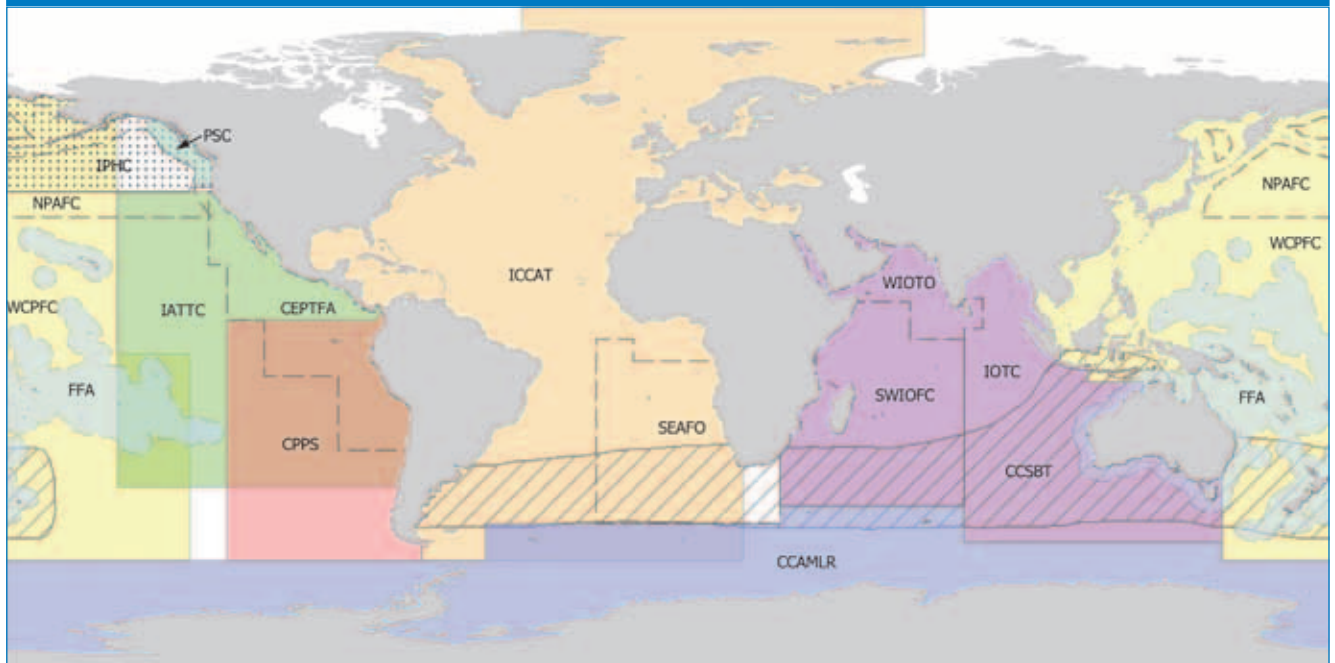 PSC
IPHC
NPAFC
NPAFC
WCPFC
ICCAT
WIOTO
WCPFC
IATTC
CEPTFA
IOTC
FFA
SWIOFC
FFA
SEAFO
CPPS
CCSBT
CCAMLR